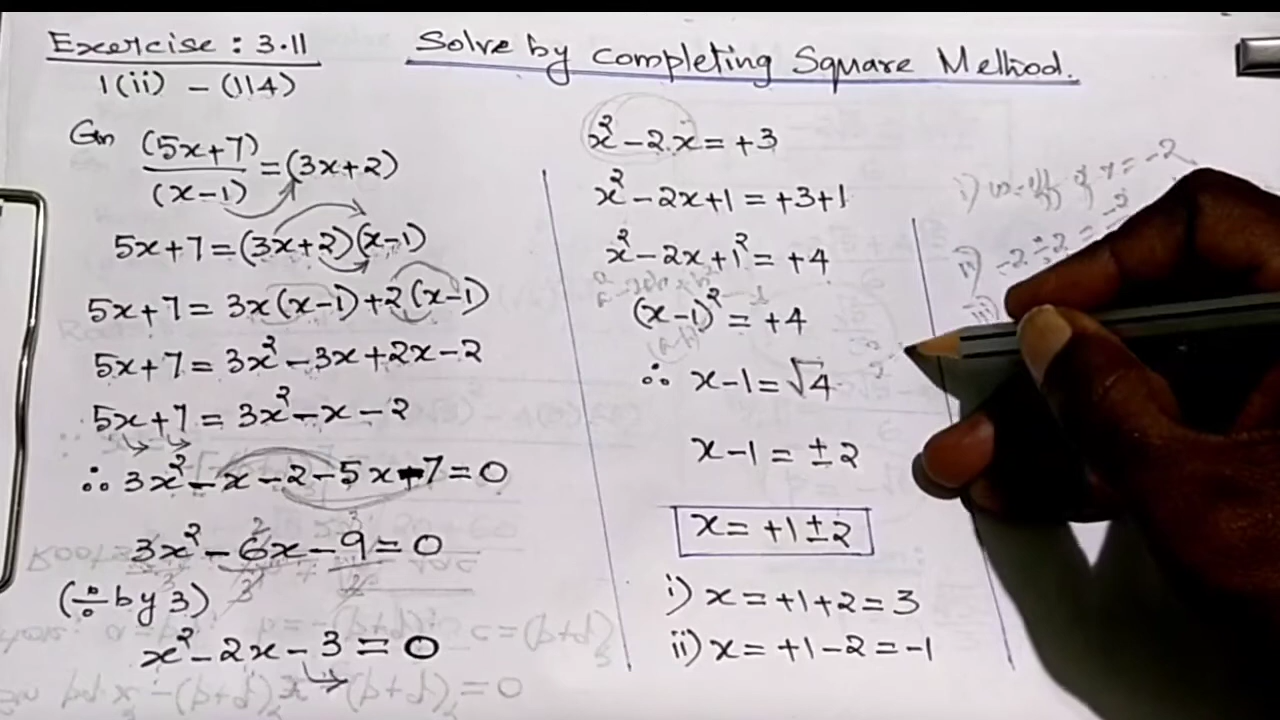 Exercise : 3.11
1(ii) – (114)
Solve by Completing Square Method.
Gn (5x+7)/(x–1) = (3x+2)
5x+7 = (3x+2)(x–1)
5x+7 = 3x(x–1)+2(x–1)
5x+7 = 3x²–3x+2x–2
5x+7 = 3x²–x–2
∴ 3x²–x–2–5x–7=0
3x²–6x–9=0
(÷ by 3)
x²–2x–3=0
x²–2x=+3
x²–2x+1=+3+1
x²–2x+1²=+4
(x–1)²=+4
∴ x–1=√4
x–1=±2
x=+1±2
i) x=+1+2=3
ii) x=+1–2=–1